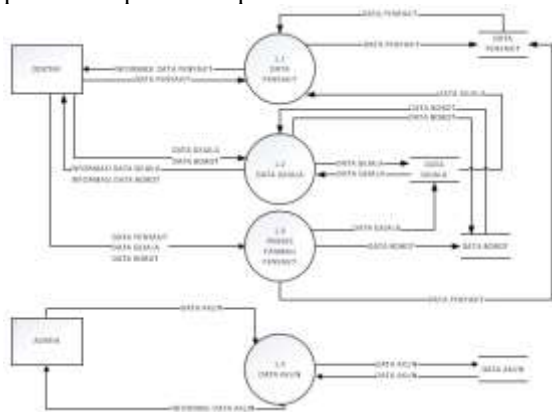 DATA PENYAKIT
DATA
PENYAKIT
1.1
DATA
PENYAKIT
DATA PENYAKIT
INFORMASI DATA PENYAKIT
DATA PENYAKIT
DATA GEJALA
DATA BOBOT
DATA BOBOT
1.2
DATA GEJALA
DATA GEJALA
DATA BOBOT
INFORMASI DATA GEJALA
INFORMASI DATA BOBOT
DATA GEJALA
DATA GEJALA
DATA
GEJALA
1.3
PROSES
PENYAKIT
DATA PENYAKIT
DATA GEJALA
DATA BOBOT
DATA GEJALA
DATA BOBOT
DATA BOBOT
DATA PENYAKIT
DATA AKUN
ADMIN
1.4
DATA AKUN
DATA AKUN
DATA AKUN
DATA AKUN
INFORMASI DATA AKUN